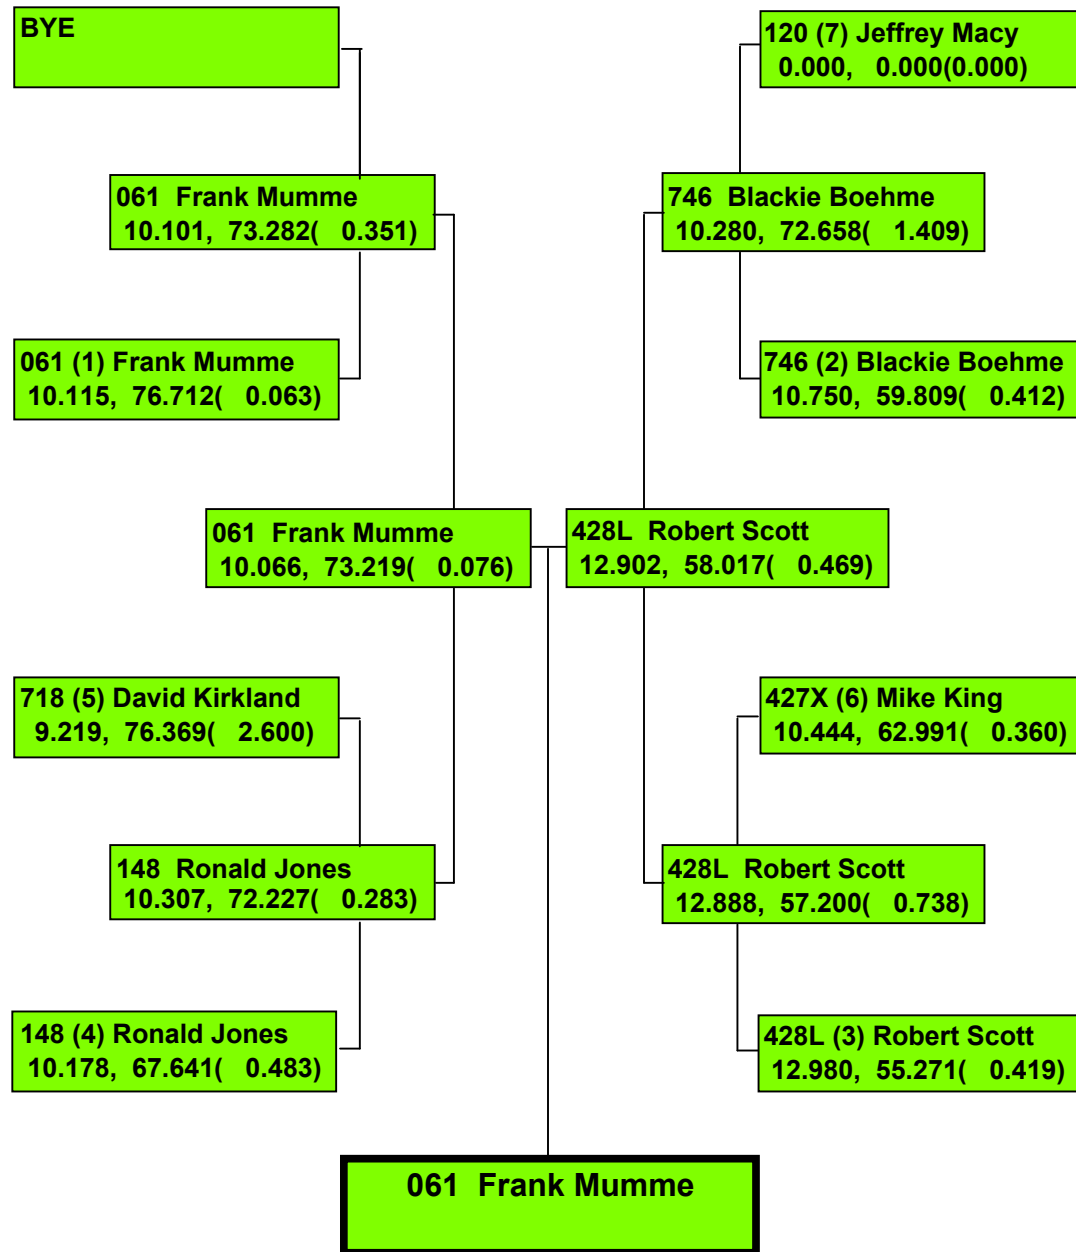 BYE
120 (7) Jeffrey Macy
0.000, 0.000(0.000)
061 Frank Mumme
10.101, 73.282( 0.351)
746 Blackie Boehme
10.280, 72.658( 1.409)
061 (1) Frank Mumme
10.115, 76.712( 0.063)
746 (2) Blackie Boehme
10.750, 59.809( 0.412)
061 Frank Mumme
10.066, 73.219( 0.076)
428L Robert Scott
12.902, 58.017( 0.469)
718 (5) David Kirkland
9.219, 76.369( 2.600)
427X (6) Mike King
10.444, 62.991( 0.360)
148 Ronald Jones
10.307, 72.227( 0.283)
428L Robert Scott
12.888, 57.200( 0.738)
148 (4) Ronald Jones
10.178, 67.641( 0.483)
428L (3) Robert Scott
12.980, 55.271( 0.419)
061 Frank Mumme